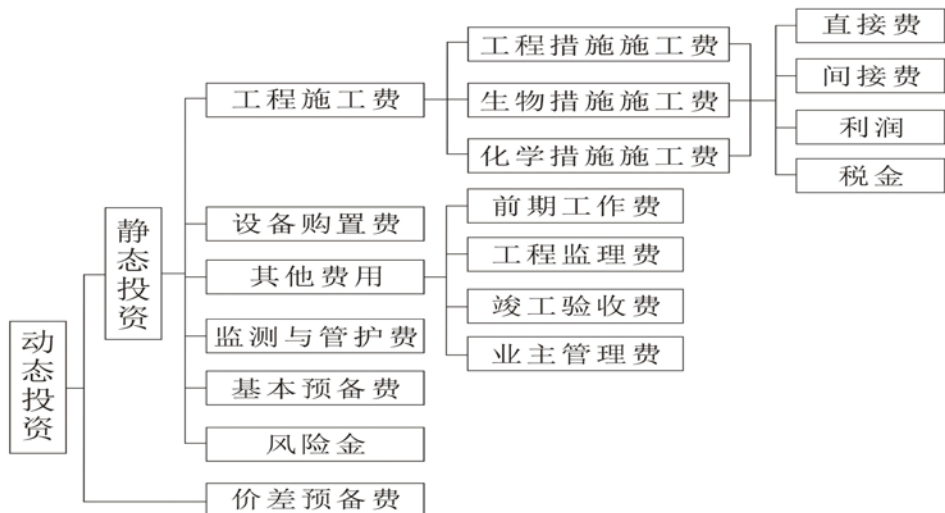 动态投资
静态投资
工程施工费
工程措施施工费
生物措施施工费
化学措施施工费
直接费
间接费
利润
税金
设备购置费
其他费用
前期工作费
工程监理费
竣工验收费
业主管理费
监测与管护费
基本预备费
风险金
价差预备费